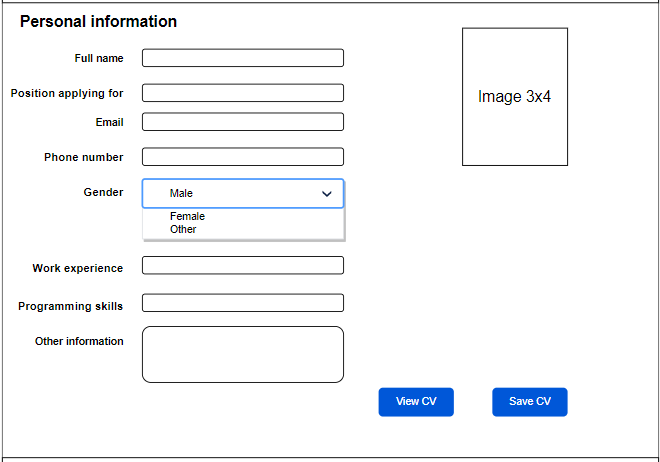 Personal information
Full name
Image 3x4
Position applying for
Email
Phone number
Gender
Male
Female
Other
Work experience
Programming skills
Other information
View CV
Save CV